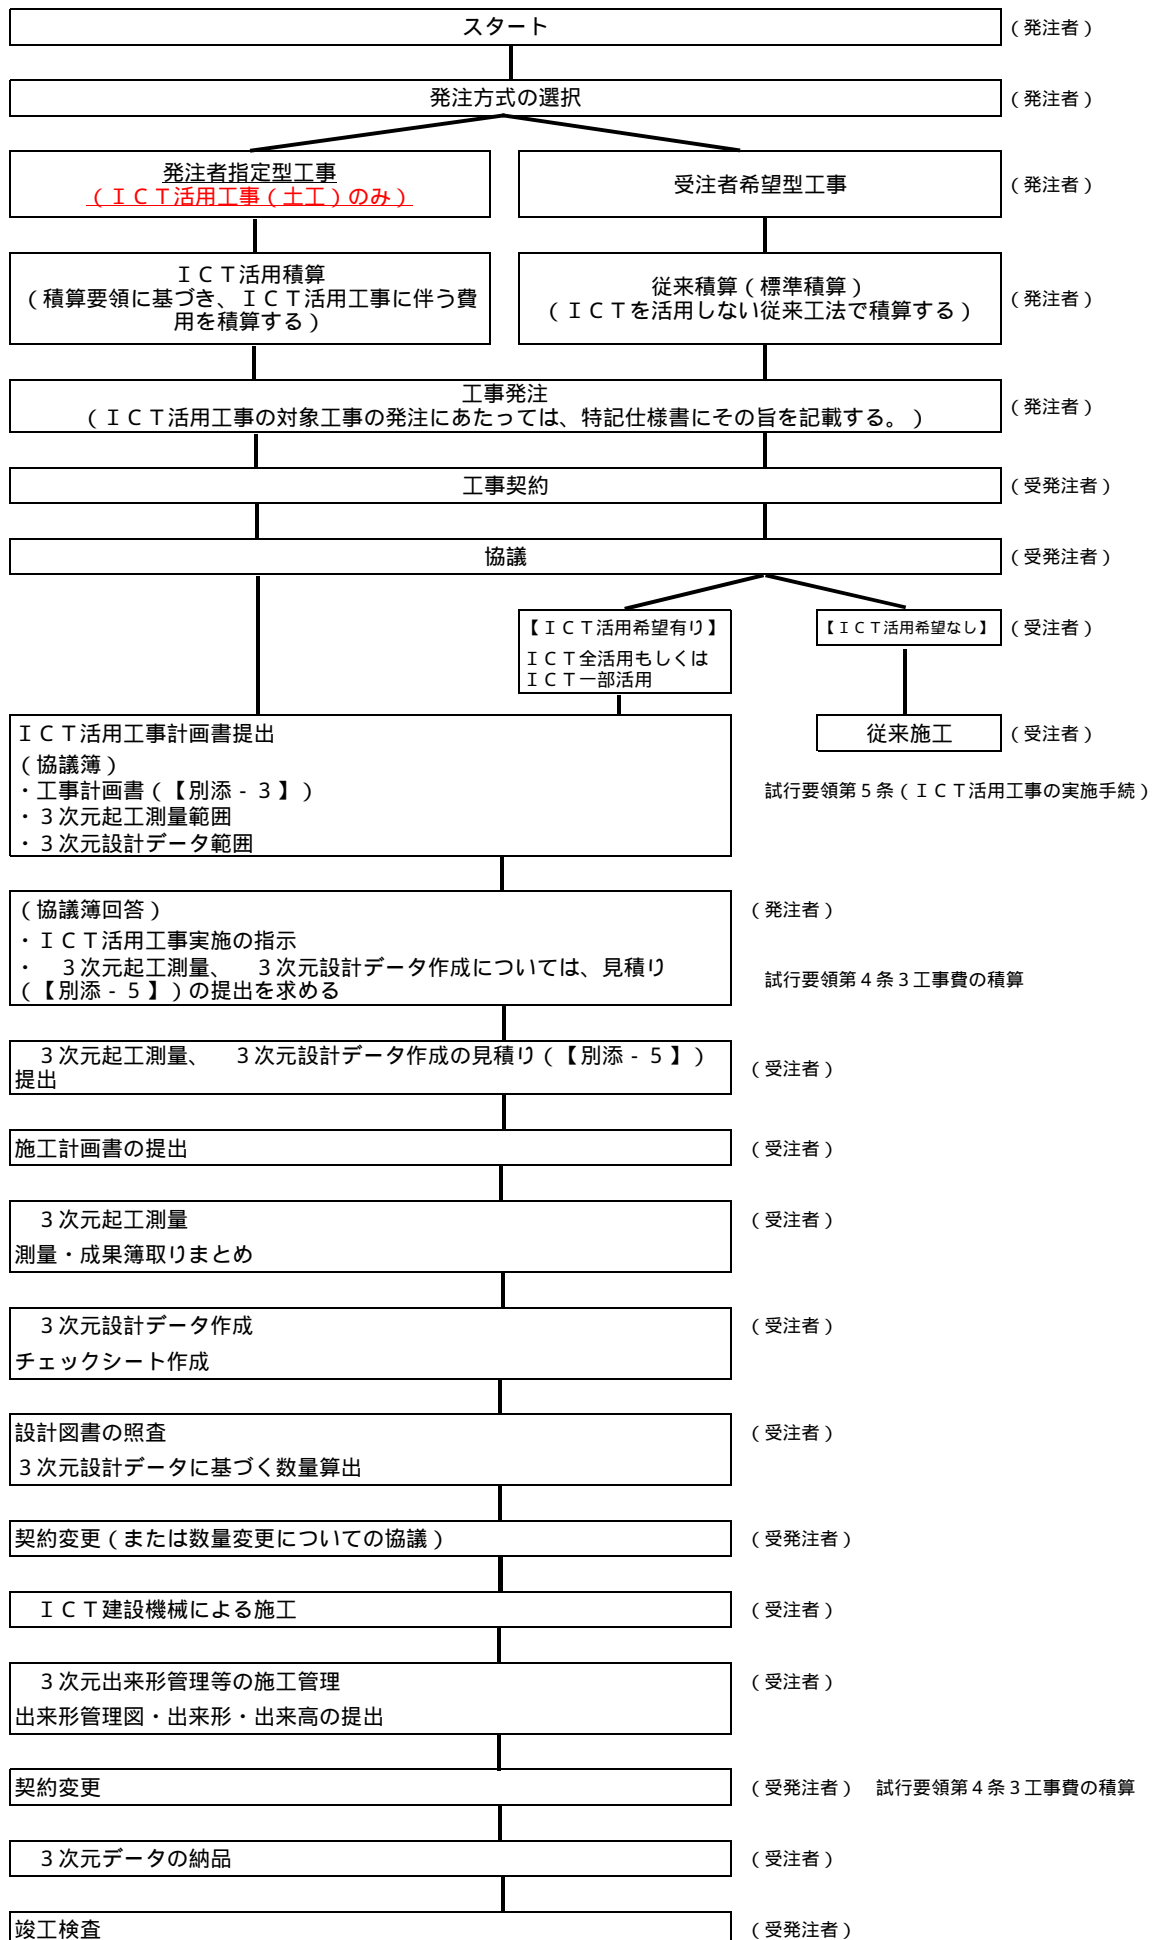 スタート
（発注者）
発注方式の選択
（発注者）
発注者指定型工事
（ＩＣＴ活用工事（土工）のみ）
受注者希望型工事
（発注者）
ＩＣＴ活用積算
（積算要領に基づき、ＩＣＴ活用工事に伴う費
用を積算する）
従来積算（標準積算）
（ＩＣＴを活用しない従来工法で積算する）
（発注者）
工事発注
（ＩＣＴ活用工事の対象工事の発注にあたっては、特記仕様書にその旨を記載する。）
（発注者）
工事契約
（受発注者）
協議
（受発注者）
【ＩＣＴ活用希望有り】
ＩＣＴ全活用もしくは
ＩＣＴ一部活用
【ＩＣＴ活用希望なし】
（受注者）
ＩＣＴ活用工事計画書提出
（協議簿）
・工事計画書（【別添‐３】）
・３次元起工測量範囲
・３次元設計データ範囲
従来施工
（受注者）
試行要領第５条（ＩＣＴ活用工事の実施手続）
（協議簿回答）
・ＩＣＴ活用工事実施の指示
・　３次元起工測量、　３次元設計データ作成については、見積り
（【別添‐５】）の提出を求める
（発注者）
試行要領第４条３工事費の積算
３次元起工測量、　３次元設計データ作成の見積り（【別添‐５】）
提出
（受注者）
施工計画書の提出
（受注者）
３次元起工測量
測量・成果簿取りまとめ
（受注者）
３次元設計データ作成
チェックシート作成
（受注者）
設計図書の照査
３次元設計データに基づく数量算出
（受注者）
契約変更（または数量変更についての協議）
（受発注者）
ＩＣＴ建設機械による施工
（受注者）
３次元出来形管理等の施工管理
出来形管理図・出来形・出来高の提出
（受注者）
契約変更
（受発注者）　試行要領第４条３工事費の積算
３次元データの納品
（受注者）
竣工検査
（受発注者）